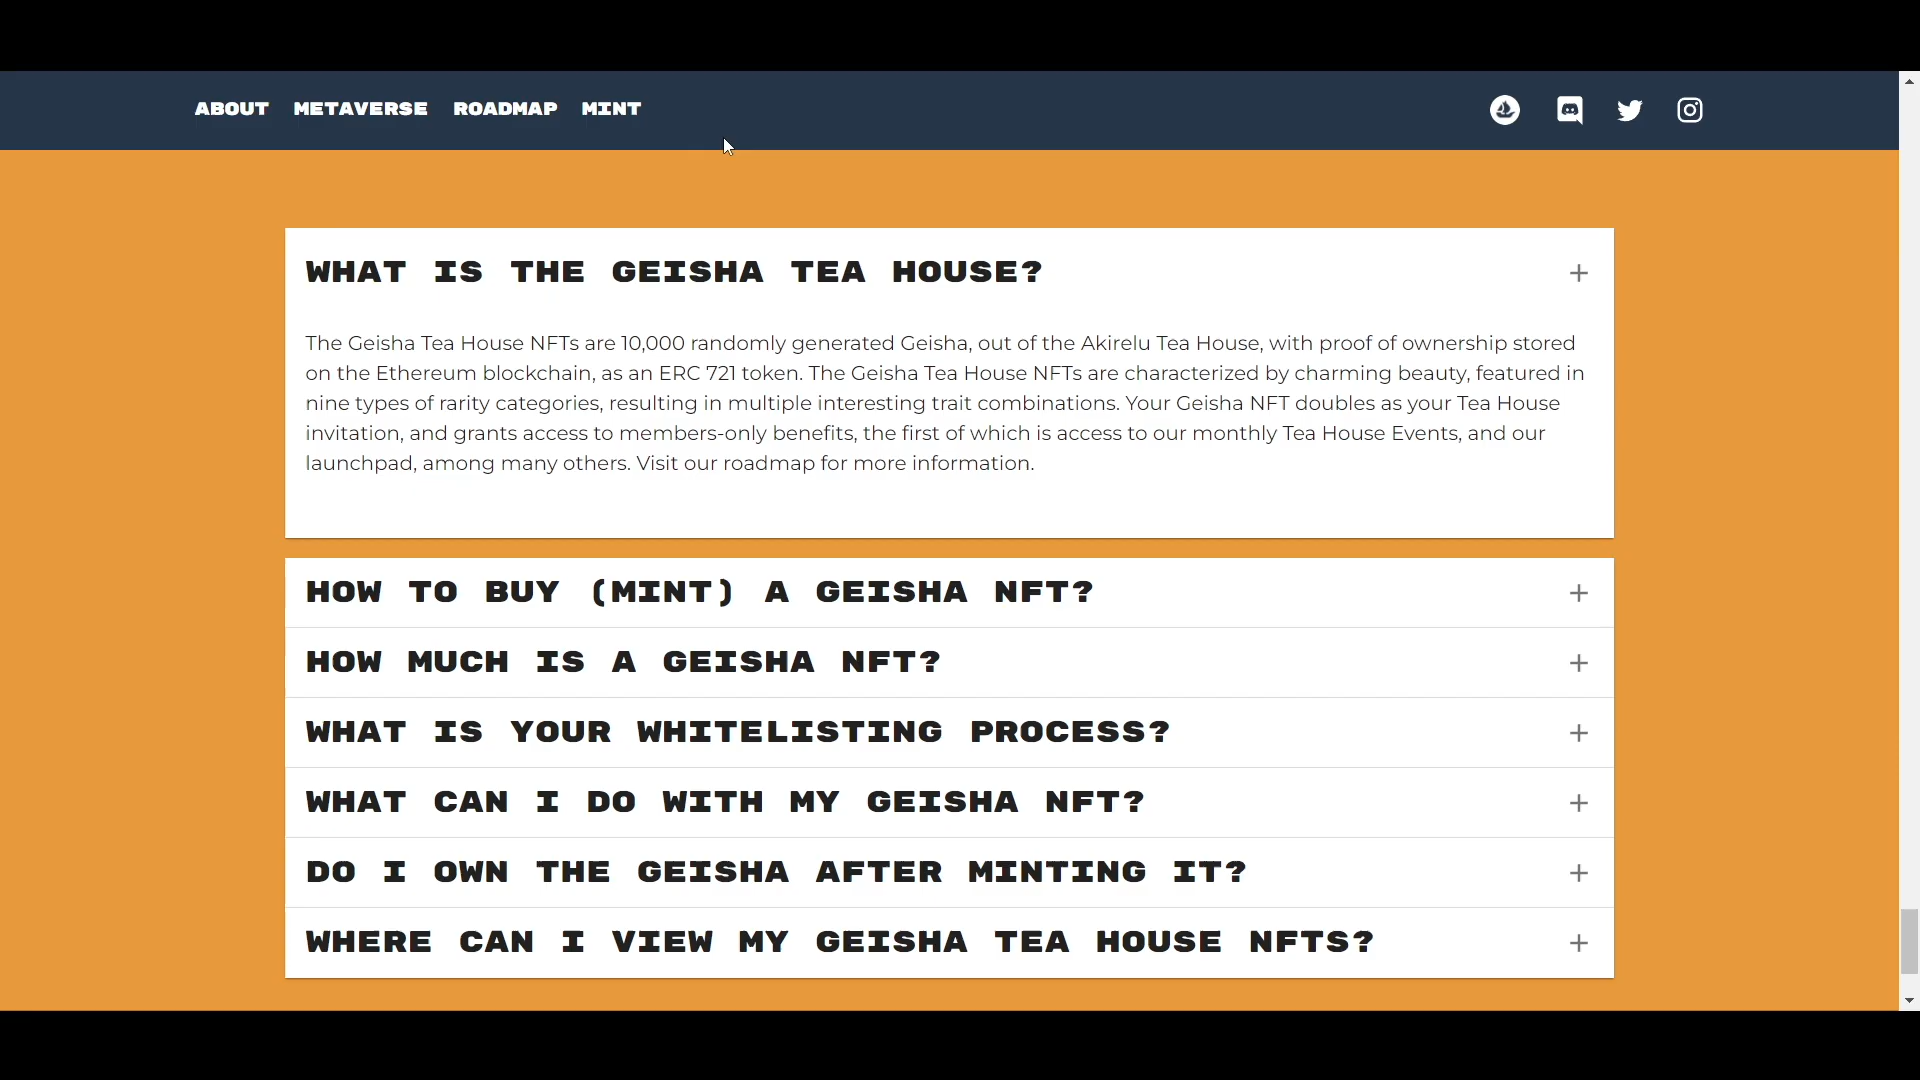 ABOUT METAVERSE ROADMAP MINT
WHAT IS THE GEISHA TEA HOUSE?
The Geisha Tea House NFTs are 10,000 randomly generated Geisha, out of the Akirelu Tea House, with proof of ownership stored
on the Ethereum blockchain, as an ERC 721 token. The Geisha Tea House NFTs are characterized by charming beauty, featured in
nine types of rarity categories, resulting in multiple interesting trait combinations. Your Geisha NFT doubles as your Tea House
invitation, and grants access to members-only benefits, the first of which is access to our monthly Tea House Events, and our
launchpad, among many others. Visit our roadmap for more information.
HOW TO BUY (MINT) A GEISHA NFT?
HOW MUCH IS A GEISHA NFT?
WHAT IS YOUR WHITELISTING PROCESS?
WHAT CAN I DO WITH MY GEISHA NFT?
DO I OWN THE GEISHA AFTER MINTING IT?
WHERE CAN I VIEW MY GEISHA TEA HOUSE NFTS?